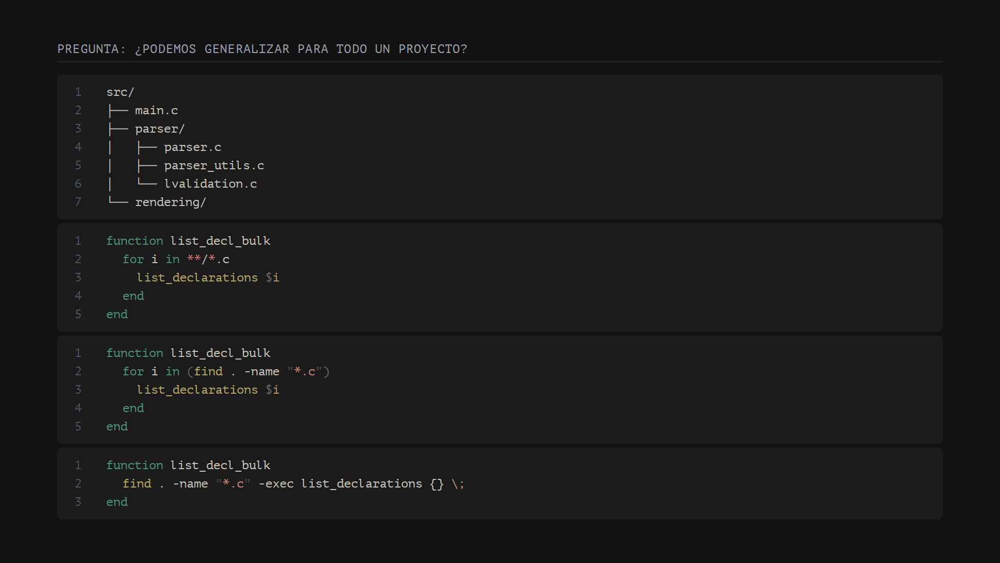 PREGUNTA: ¿PODEMOS GENERALIZAR PARA TODO UN PROYECTO?
1 src/
2 ├── main.c
3 ├── parser/
4 │   ├── parser.c
5 │   ├── parser_utils.c
6 │   └── lvalidation.c
7 └── rendering/
1 function list_decl_bulk
2   for i in **/*.c
3     list_declarations $i
4   end
5 end
1 function list_decl_bulk
2   for i in (find . -name "*.c")
3     list_declarations $i
4   end
5 end
1 function list_decl_bulk
2   find . -name "*.c" -exec list_declarations {} \;
3 end